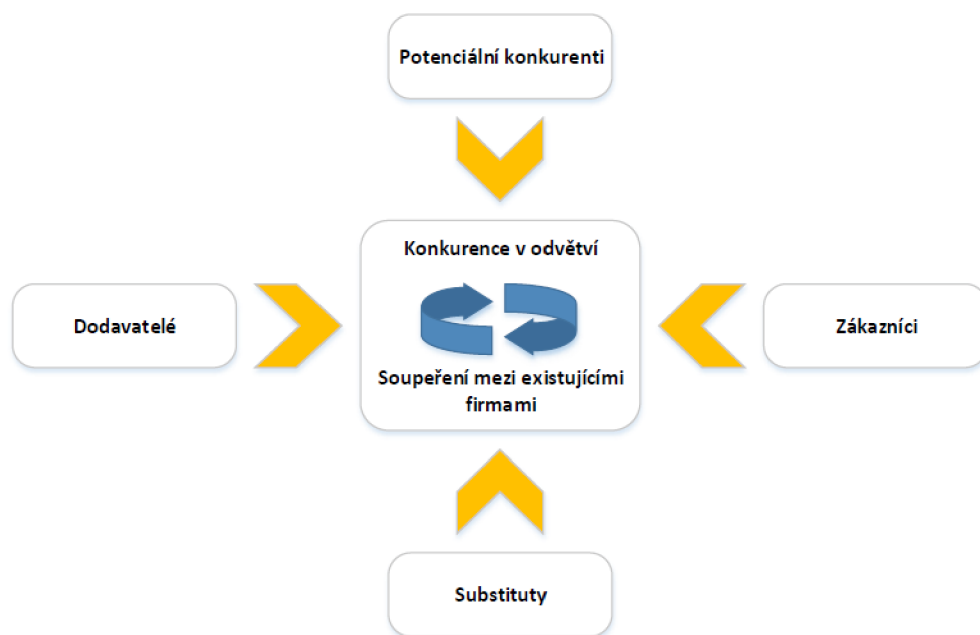 Potenciální konkurenti
Konkurence v odvětví
Dodavatelé
Zákazníci
Soupeření mezi existujícími
firmami
Substituty